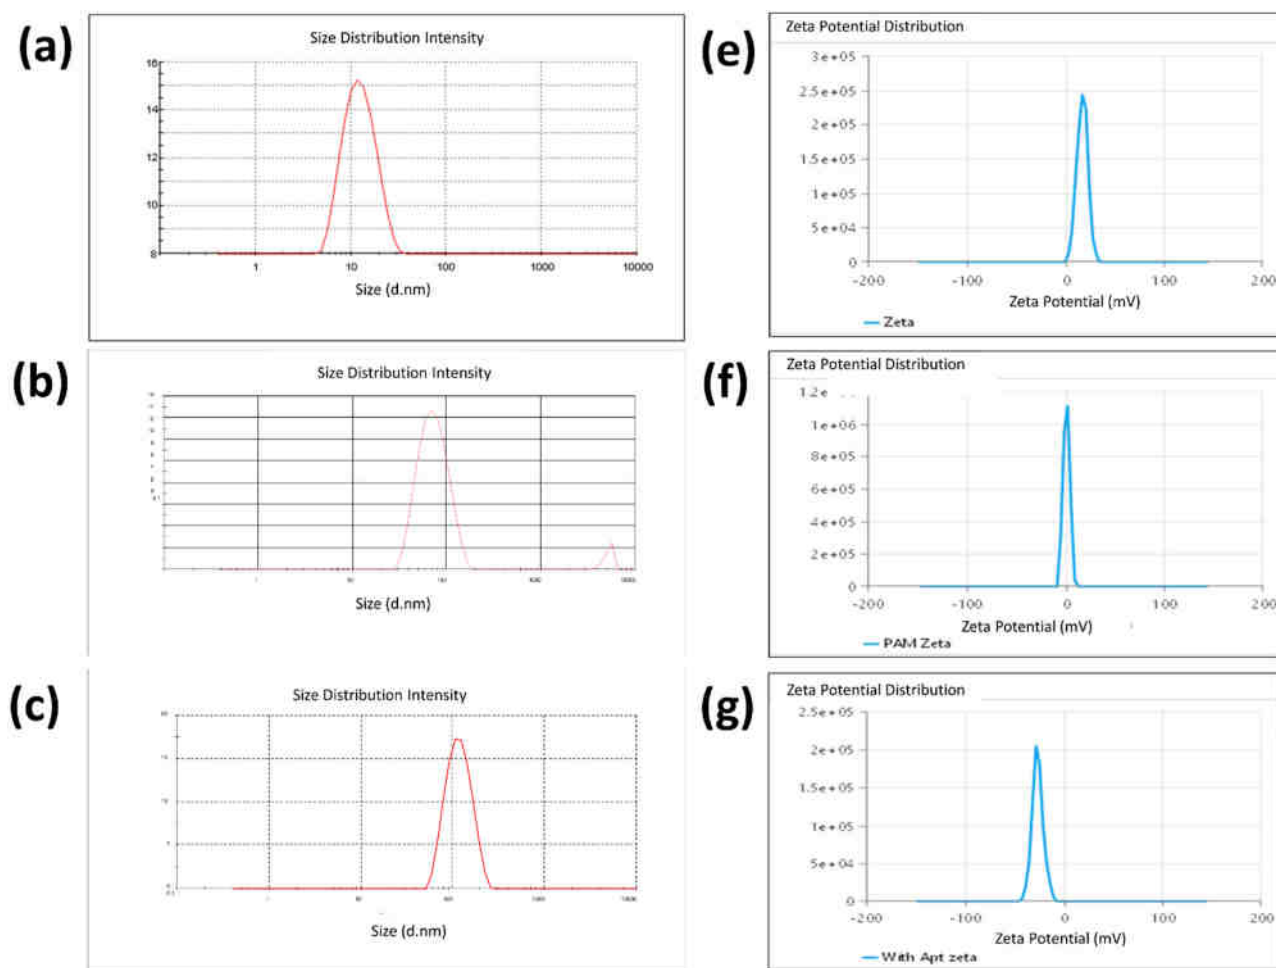 (a)
Size Distribution Intensity
16
14
12
10
8
1
10
100
1000
10000
Size (d.nm)
(b)
Size Distribution Intensity
Size (d.nm)
(c)
Size Distribution Intensity
Size (d.nm)
(e)
Zeta Potential Distribution
3e+05
2.5e+05
2e+05
1.5e+05
1e+05
5e+04
0
-200
-100
0
100
200
Zeta Potential (mV)
Zeta
(f)
Zeta Potential Distribution
1.2e
1e+06
8e+05
6e+05
4e+05
2e+05
0
-200
-100
0
100
200
Zeta Potential (mV)
PAM Zeta
(g)
Zeta Potential Distribution
2.5e+05
2e+05
1.5e+05
1e+05
5e+04
0
-200
-100
0
100
200
Zeta Potential (mV)
With Apt zeta